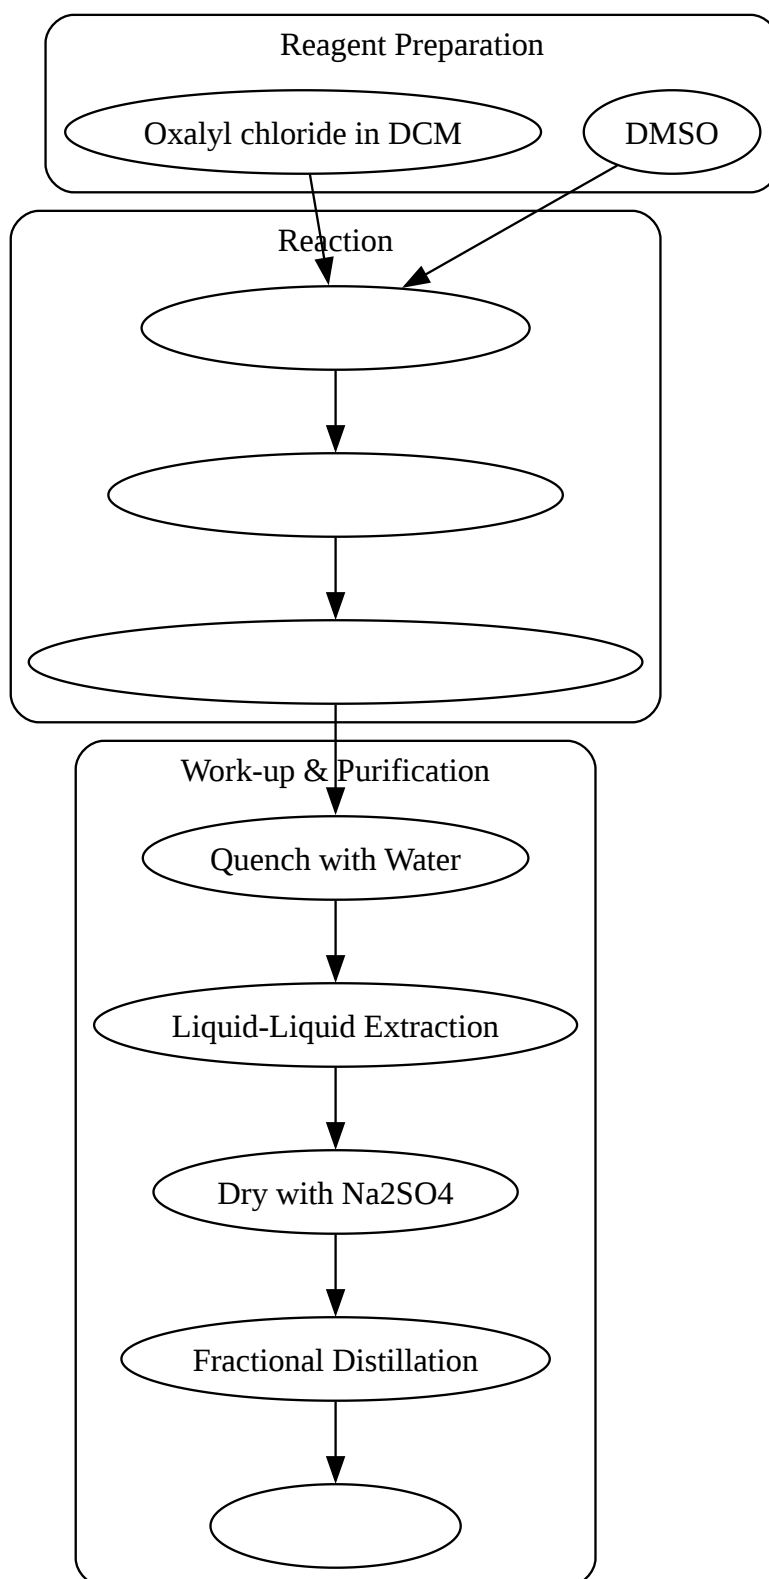 Reagent Preparation
Oxalyl chloride in DCM
DMSO
Reaction
Work-up & Purification
Quench with Water
Liquid-Liquid Extraction
Dry with Na2SO4
Fractional Distillation